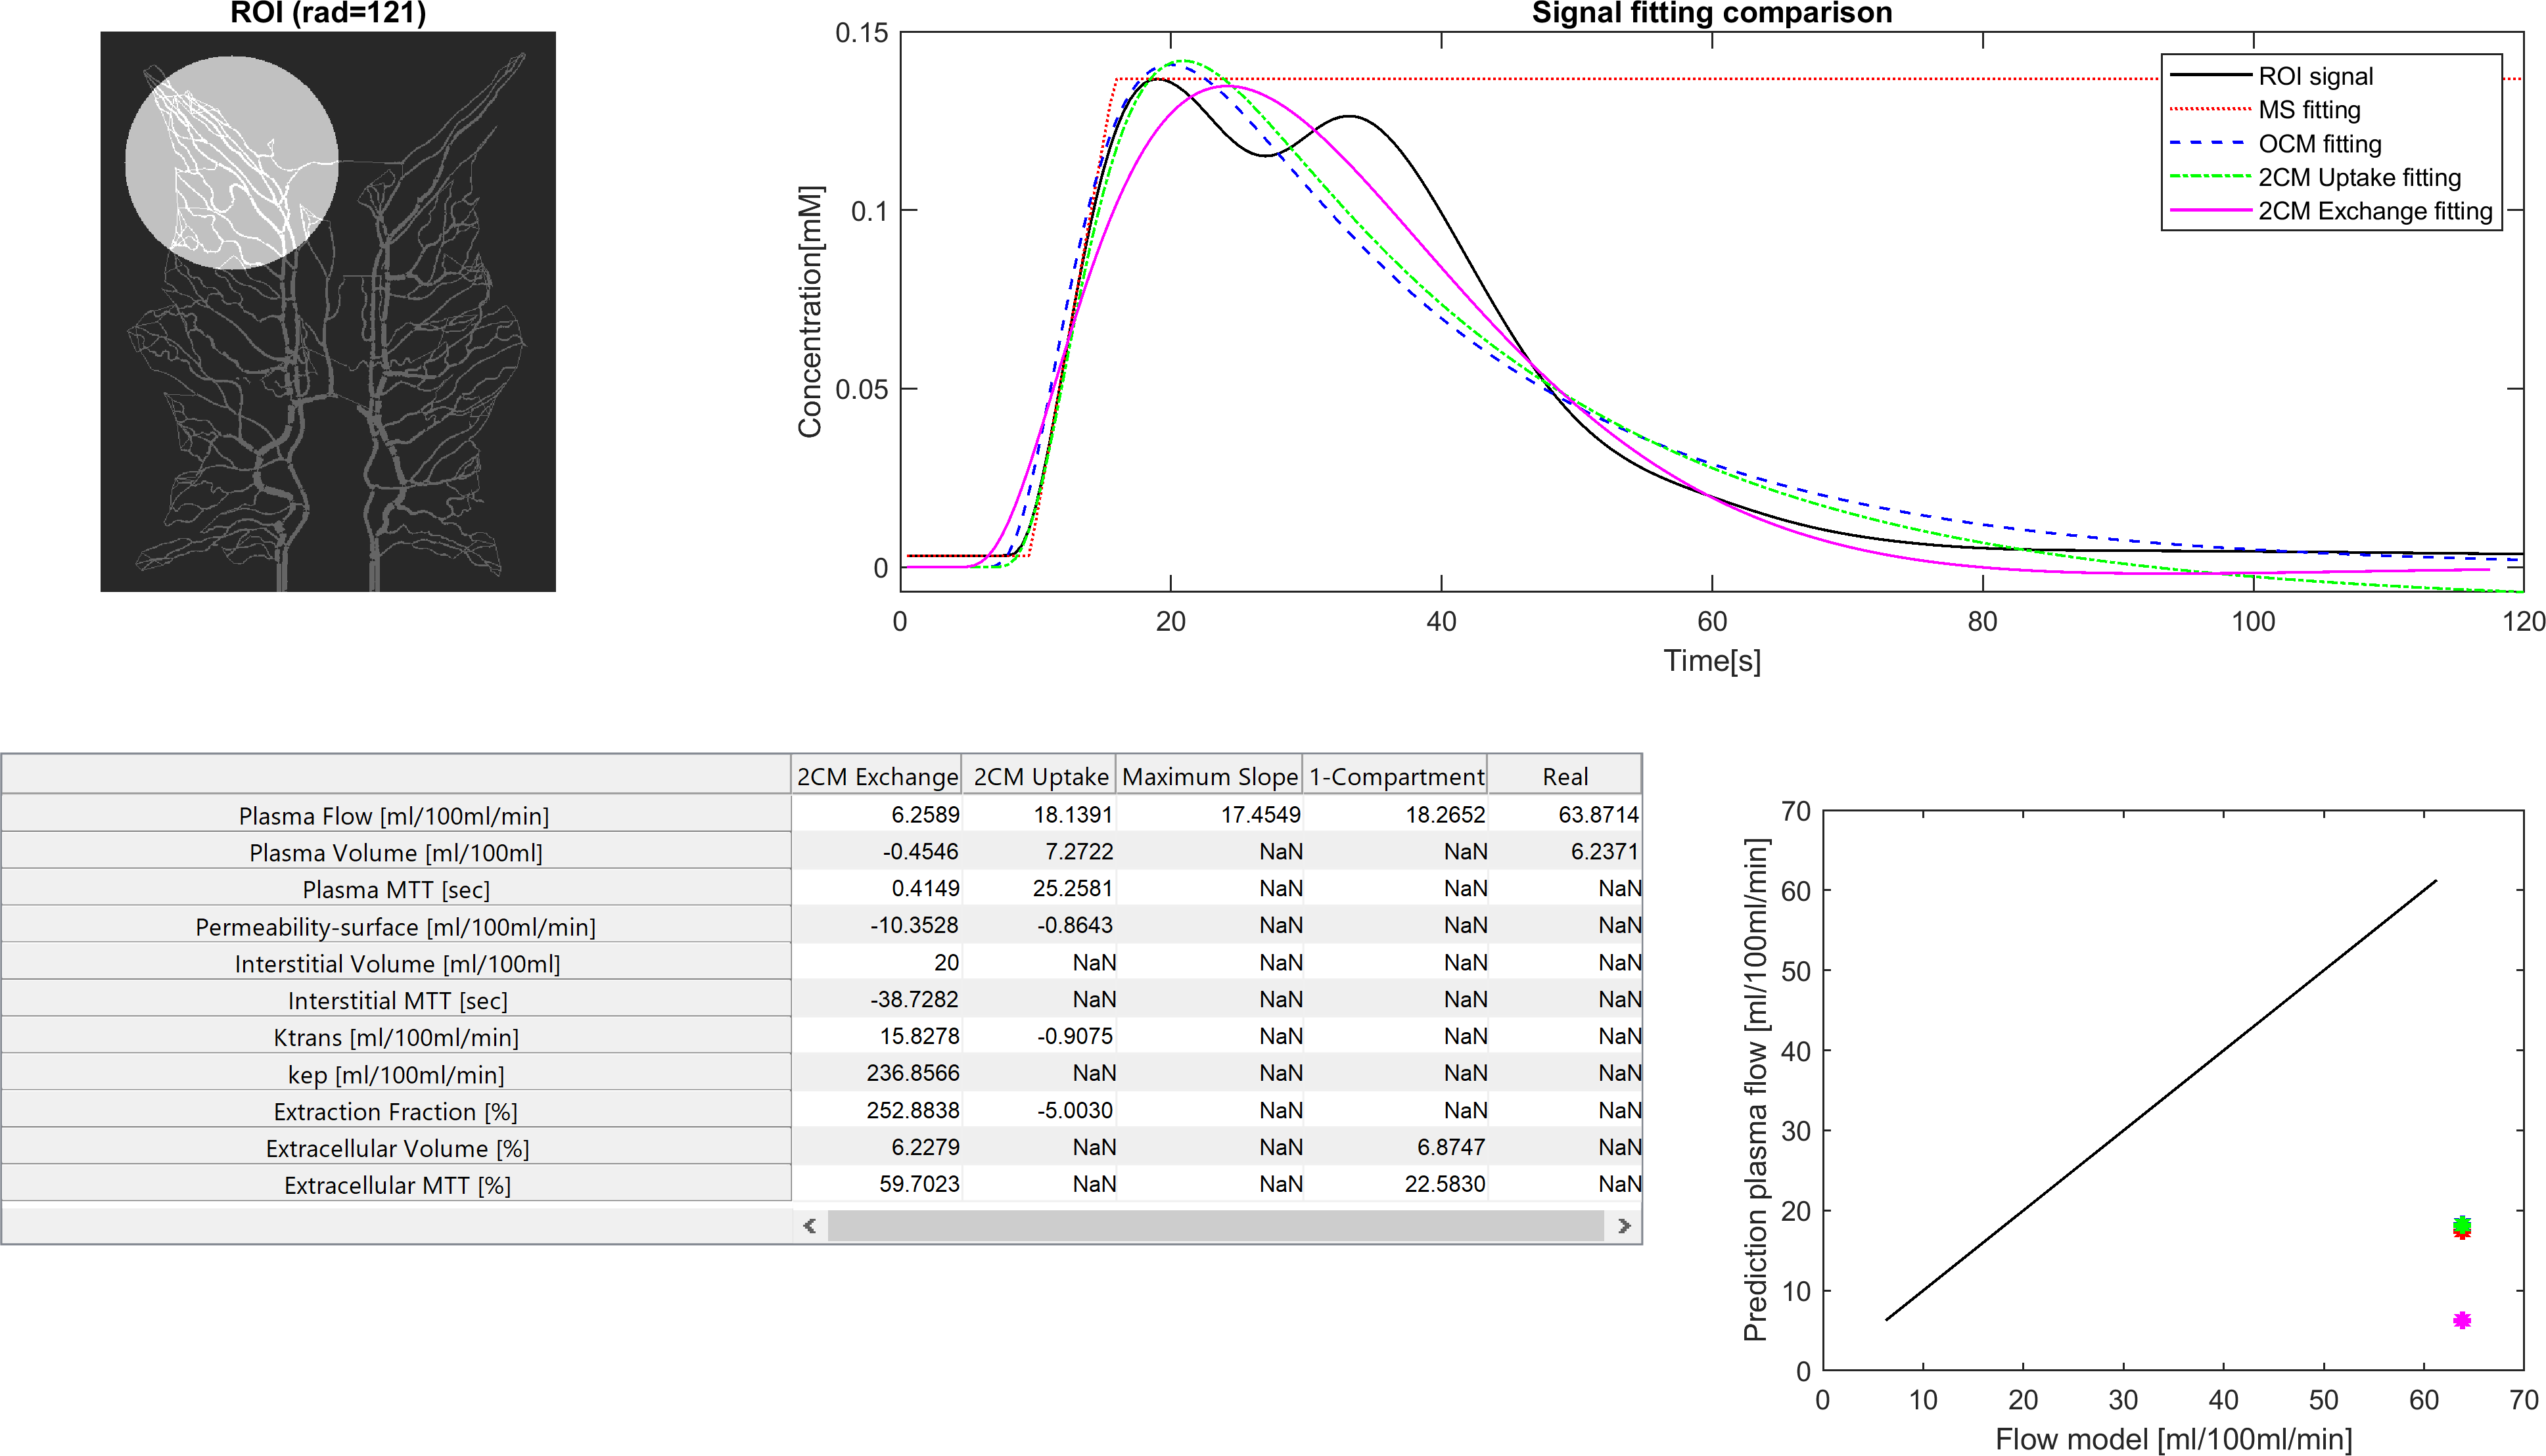 ROI (rad=121)
Signal fitting comparison
0.15
0.1
0.05
0
Concentration[mM]
0 20 40 60 80 100 120
Time[s]
ROI signal
MS fitting
OCM fitting
2CM Uptake fitting
2CM Exchange fitting
2CM Exchange 2CM Uptake Maximum Slope 1-Compartment Real
Plasma Flow [ml/100ml/min] 6.2589 18.1391 17.4549 18.2652 63.8714
Plasma Volume [ml/100ml] -0.4546 7.2722 NaN NaN 6.2371
Plasma MTT [sec] 0.4149 25.2581 NaN NaN NaN
Permeability-surface [ml/100ml/min] -10.3528 -0.8643 NaN NaN NaN
Interstitial Volume [ml/100ml] 20 NaN NaN NaN NaN
Interstitial MTT [sec] -38.7282 NaN NaN NaN NaN
Ktrans [ml/100ml/min] 15.8278 -0.9075 NaN NaN NaN
kep [ml/100ml/min] 236.8566 NaN NaN NaN NaN
Extraction Fraction [%] 252.8838 -5.0030 NaN NaN NaN
Extracellular Volume [%] 6.2279 NaN NaN 6.8747 NaN
Extracellular MTT [%] 59.7023 NaN NaN 22.5830 NaN
70
60
50
40
30
20
10
0
Prediction plasma flow [ml/100ml/min]
0 10 20 30 40 50 60 70
Flow model [ml/100ml/min]